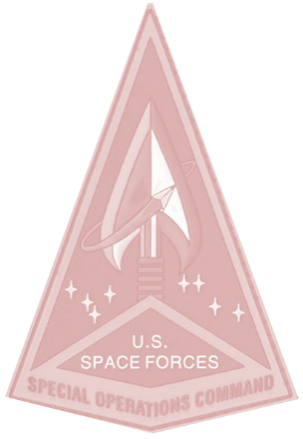 U.S.
SPACE FORCES
SPECIAL OPERATIONS COMMAND